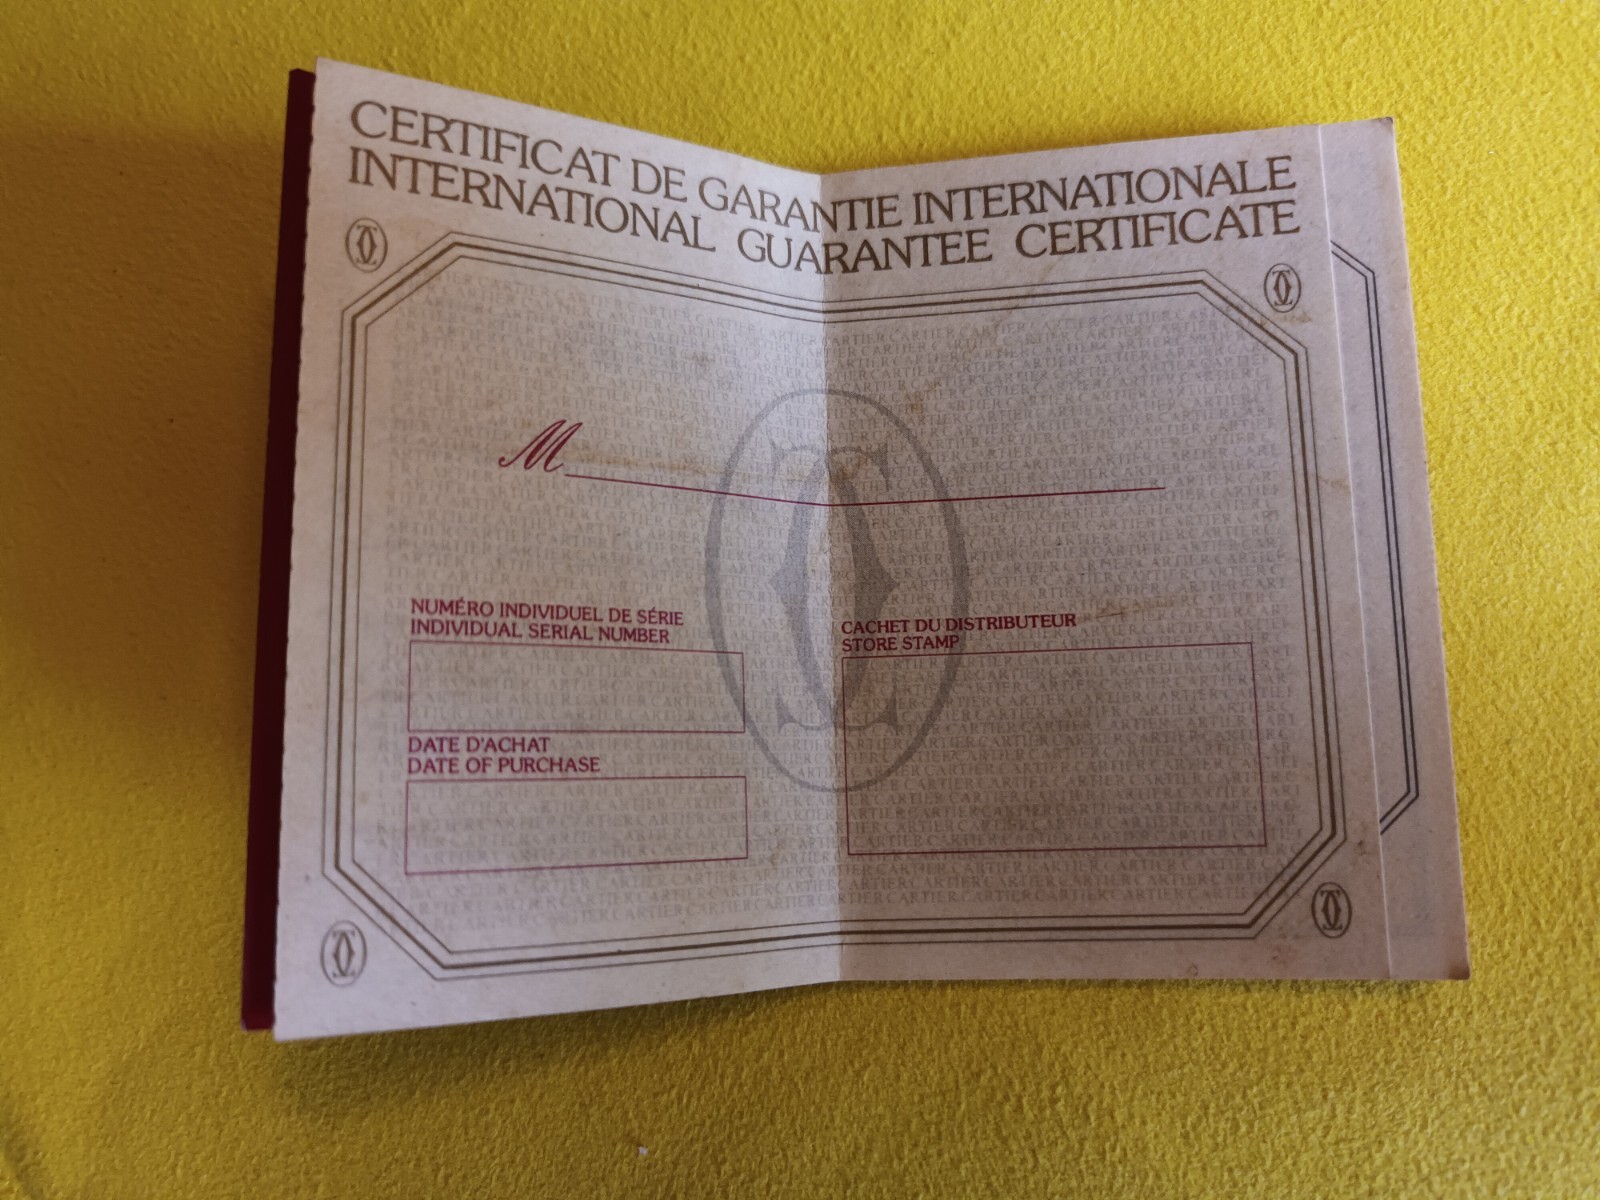 CERTIFICAT DE GARANTIE INTERNATIONALE
INTERNATIONAL GUARANTEE CERTIFICATE
M
NUMÉRO INDIVIDUEL DE SÉRIE
INDIVIDUAL SERIAL NUMBER
CACHET DU DISTRIBUTEUR
STORE STAMP
DATE D'ACHAT
DATE OF PURCHASE